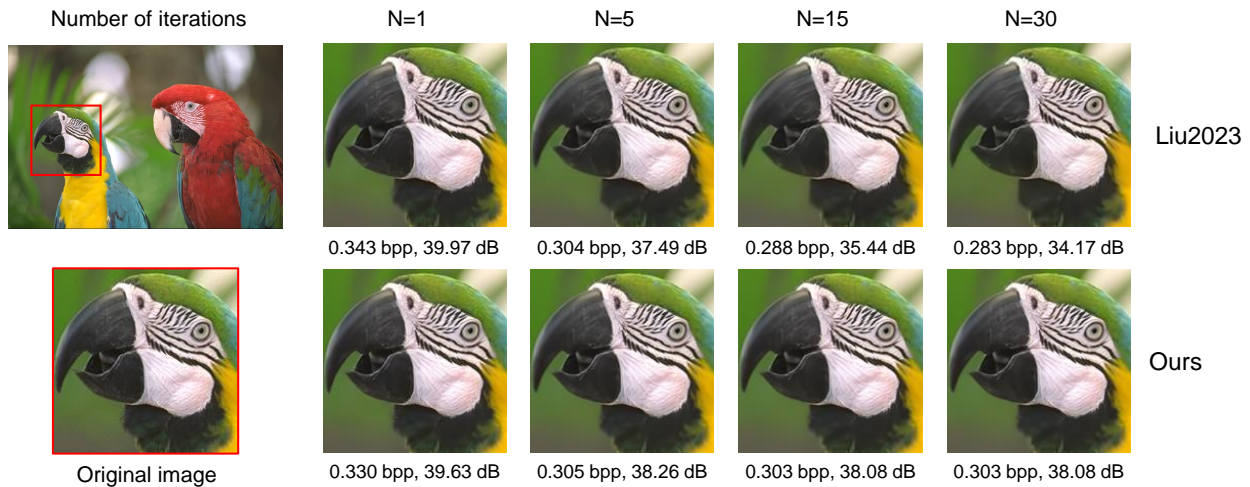 Number of iterations N=1 N=5 N=15 N=30
Liu2023
0.343 bpp, 39.97 dB 0.304 bpp, 37.49 dB 0.288 bpp, 35.44 dB 0.283 bpp, 34.17 dB
Ours
Original image 0.330 bpp, 39.63 dB 0.305 bpp, 38.26 dB 0.303 bpp, 38.08 dB 0.303 bpp, 38.08 dB